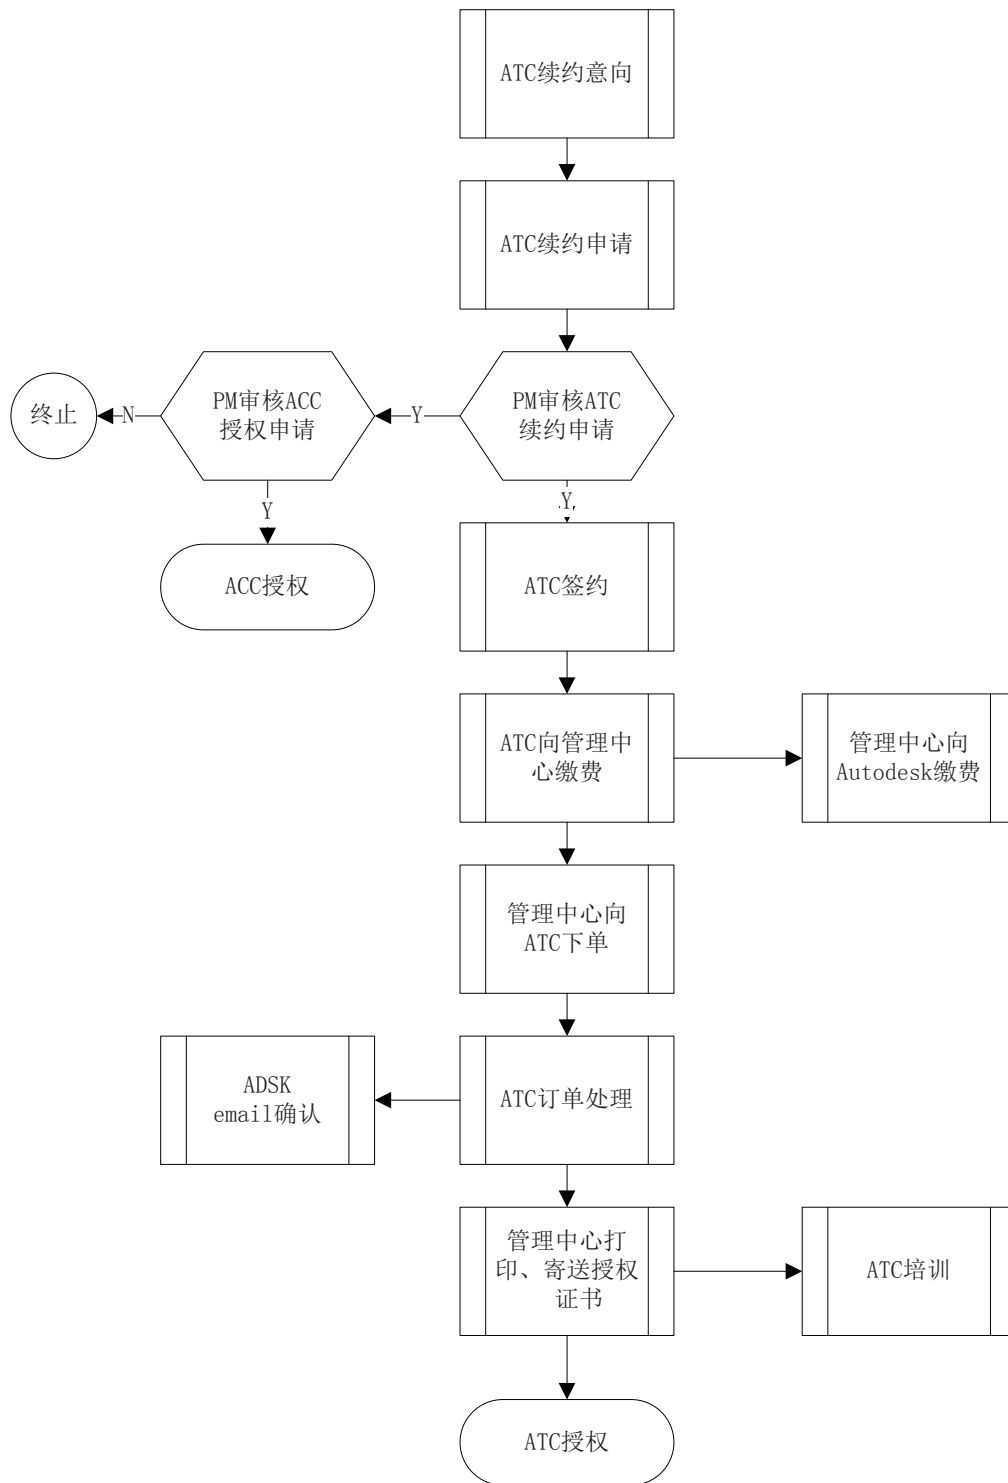 ATC续约意向
ATC续约申请
终止
N
PM审核ACC
授权申请
Y
PM审核ATC
续约申请
Y
Y
ACC授权
ATC签约
ATC向管理中
心缴费
管理中心向
Autodesk缴费
管理中心向
ATC下单
ADSK
email确认
ATC订单处理
管理中心打
印、寄送授权
证书
ATC培训
ATC授权